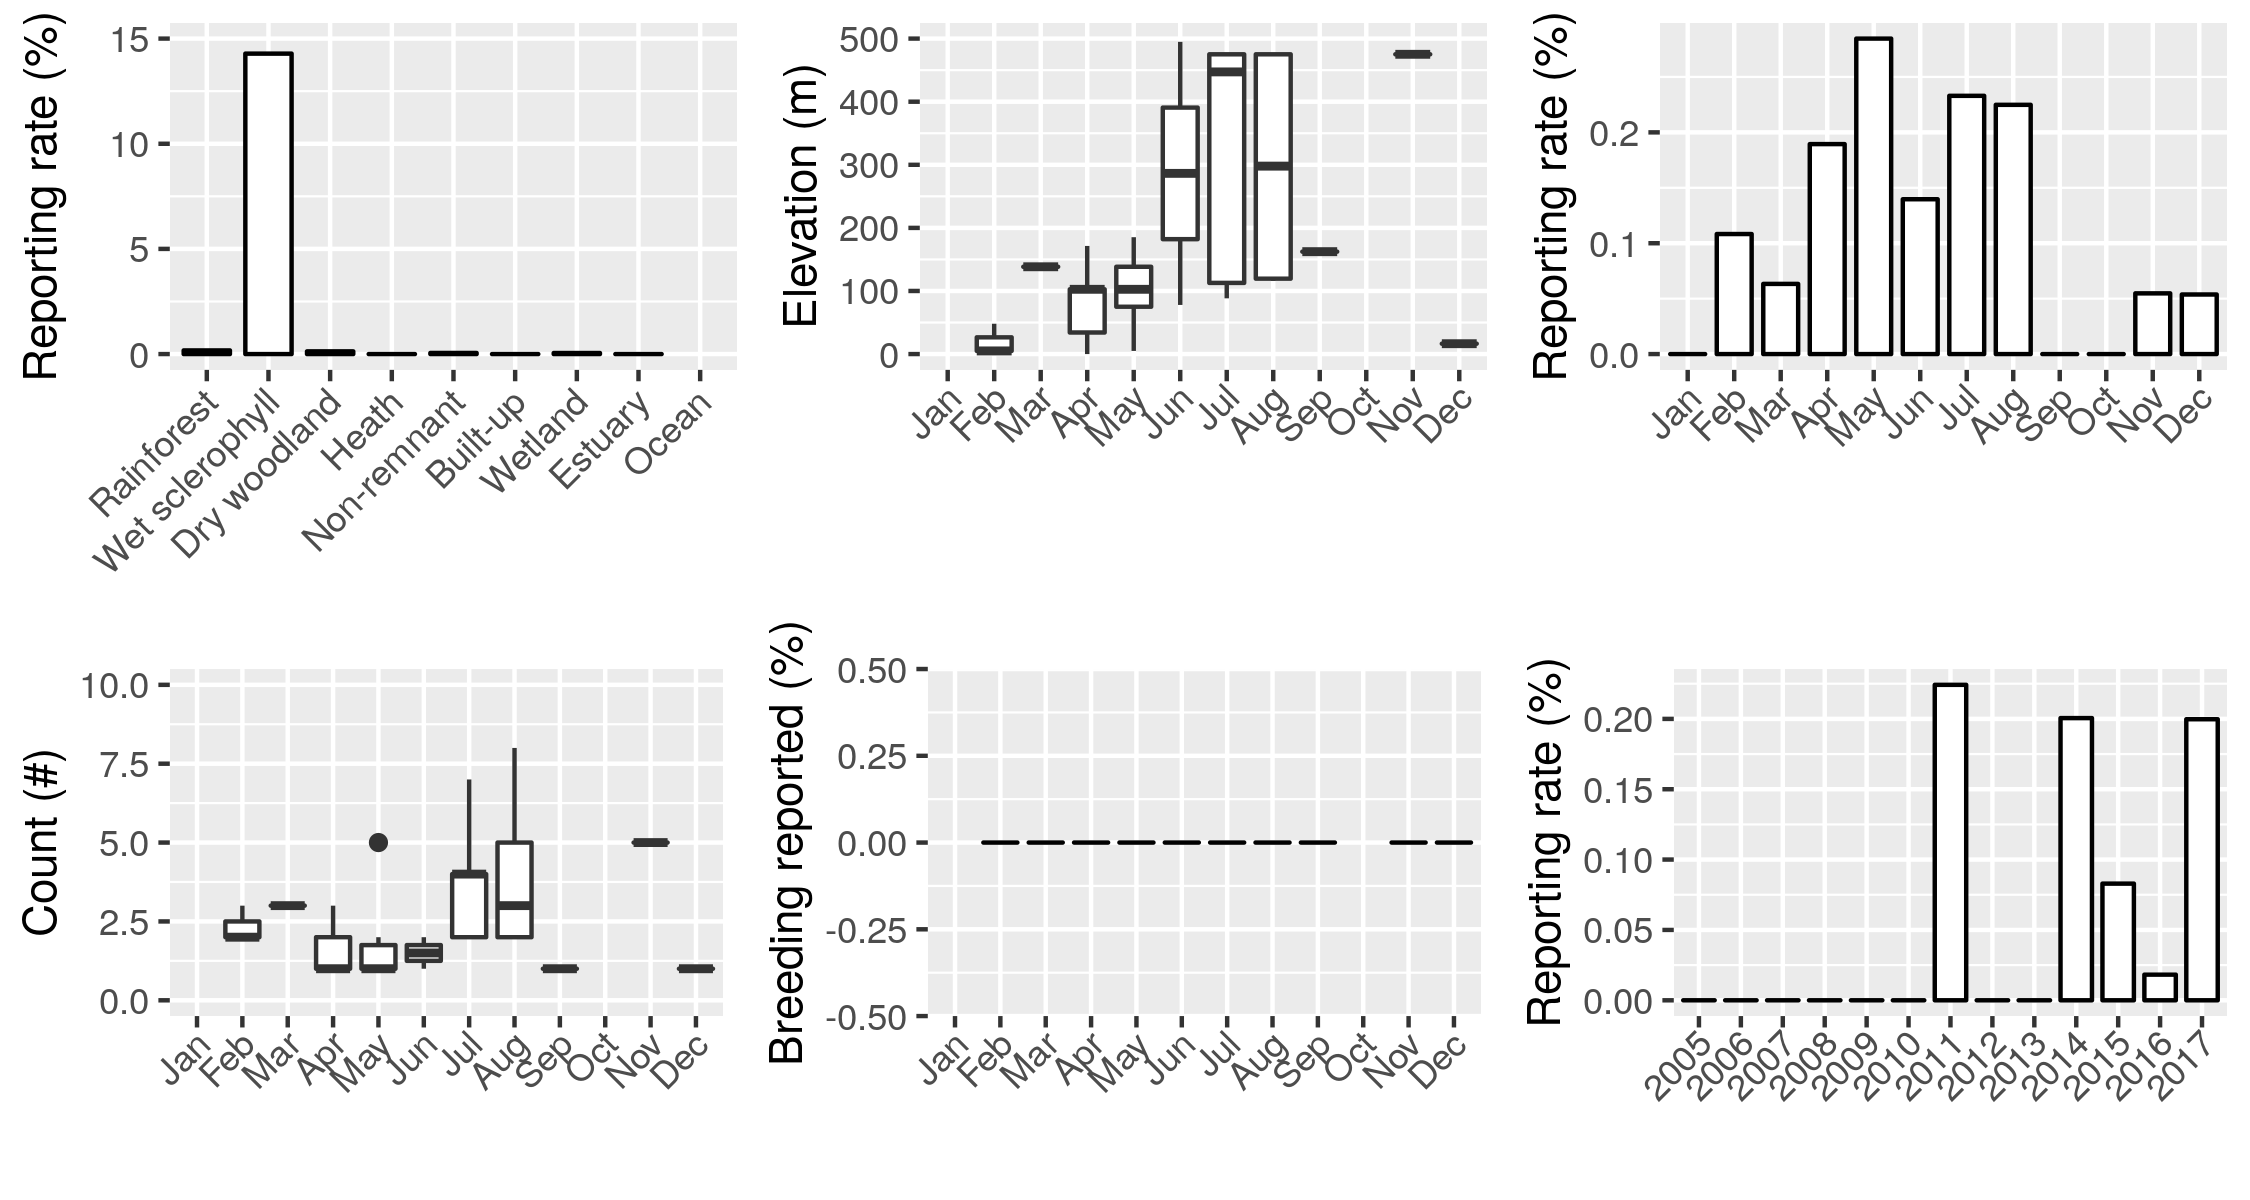 Reporting rate (%)
15
10
5
0
Rainforest
Wet sclerophyll
Dry woodland
Heath
Non-remnant
Built-up
Wetland
Estuary
Ocean
Elevation (m)
500
400
300
200
100
0
Jan
Feb
Mar
Apr
May
Jun
Jul
Aug
Sep
Oct
Nov
Dec
Reporting rate (%)
0.2
0.1
0.0
Jan
Feb
Mar
Apr
May
Jun
Jul
Aug
Sep
Oct
Nov
Dec
Count (#)
10.0
7.5
5.0
2.5
0.0
Jan
Feb
Mar
Apr
May
Jun
Jul
Aug
Sep
Oct
Nov
Dec
Breeding reported (%)
0.50
0.25
0.00
-0.25
-0.50
Jan
Feb
Mar
Apr
May
Jun
Jul
Aug
Sep
Oct
Nov
Dec
Reporting rate (%)
0.20
0.15
0.10
0.05
0.00
2005
2006
2007
2008
2009
2010
2011
2012
2013
2014
2015
2016
2017